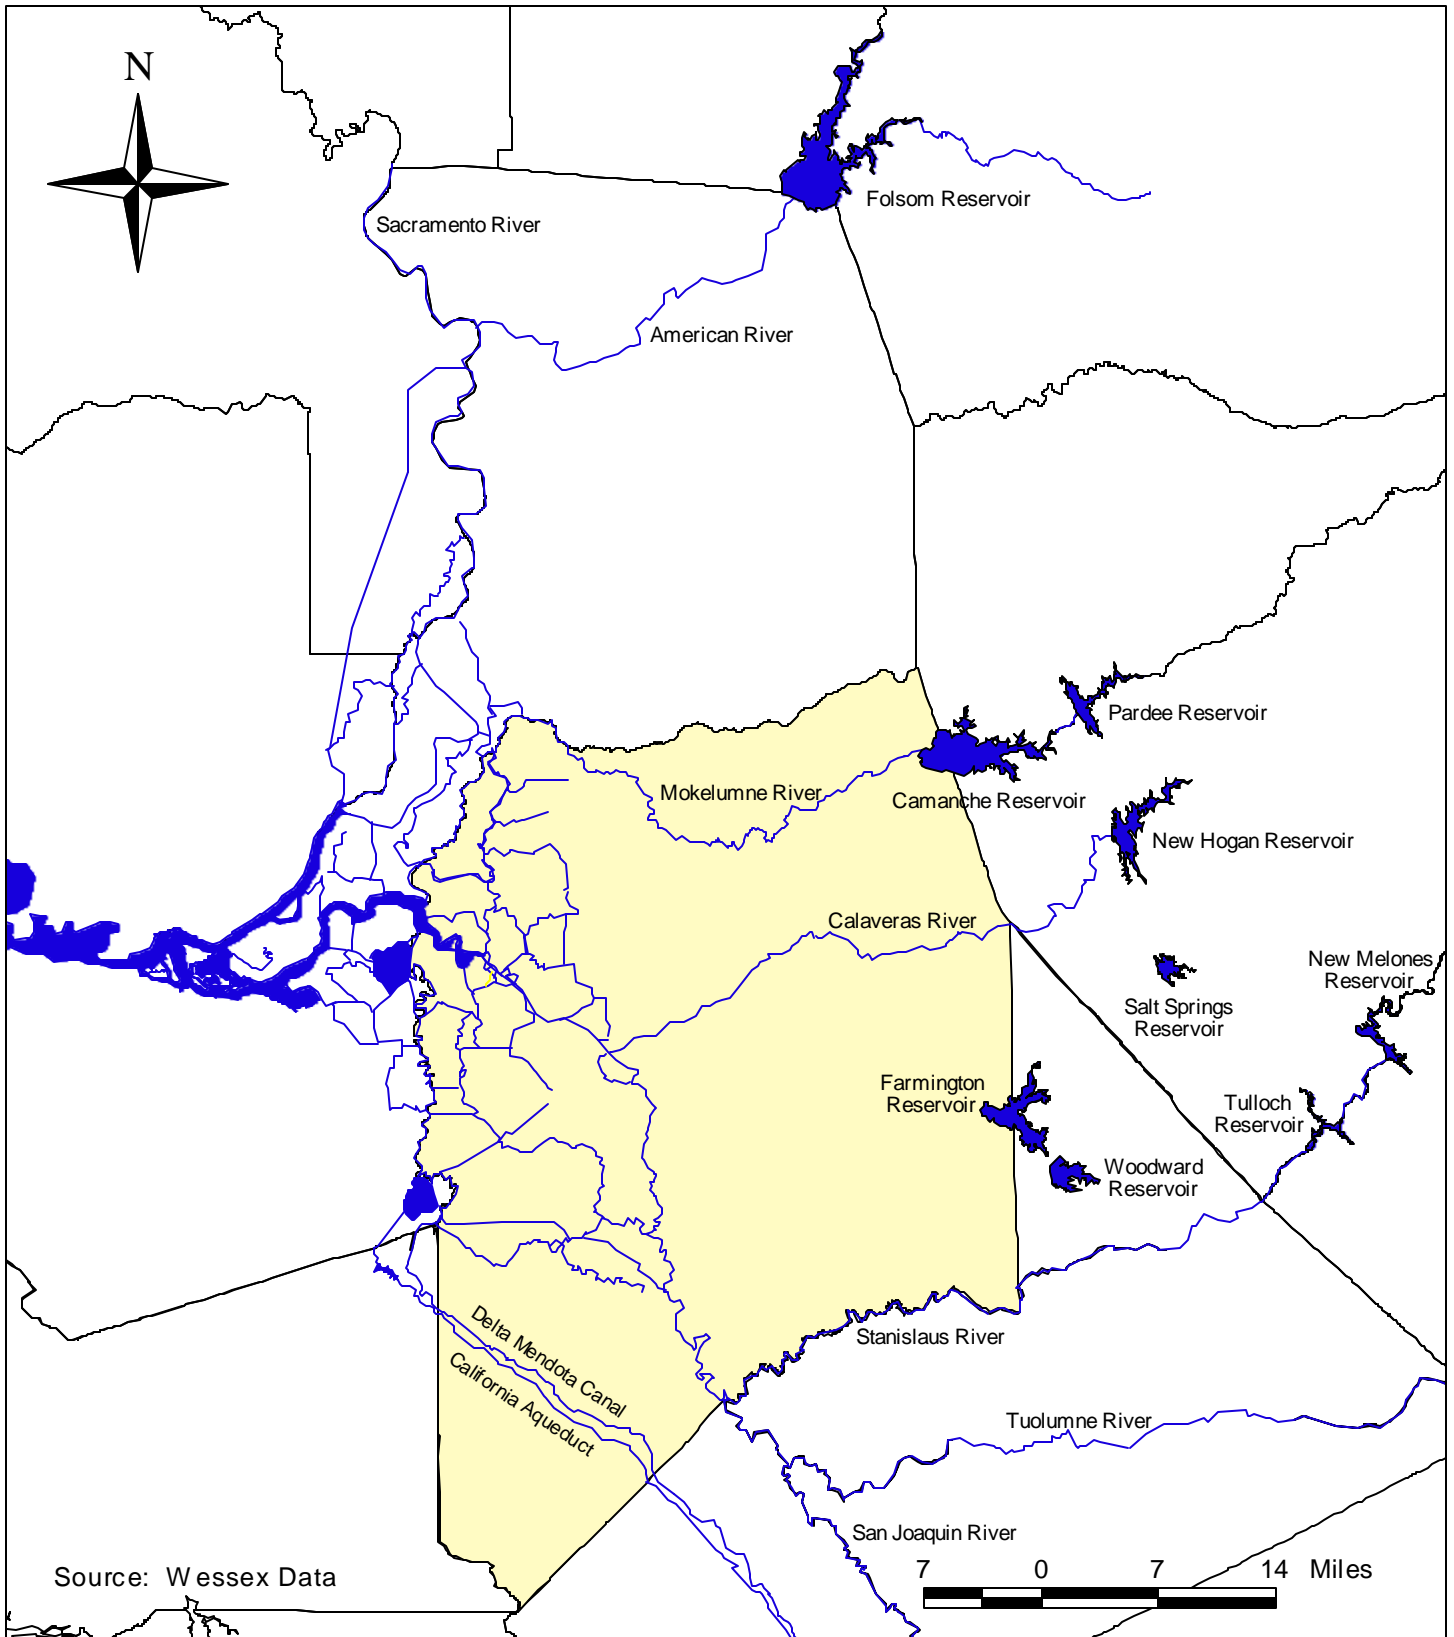 N
Folsom Reservoir
Sacramento River
American River
Pardee Reservoir
Mokelumne River
Camanche Reservoir
New Hogan Reservoir
Calaveras River
New Melones
Reservoir
Salt Springs
Reservoir
Farmington
Reservoir
Tulloch
Reservoir
Woodward
Reservoir
Delta Mendota Canal
Stanislaus River
California Aqueduct
Tuolumne River
San Joaquin River
Source: Wessex Data
7 0 7 14 Miles